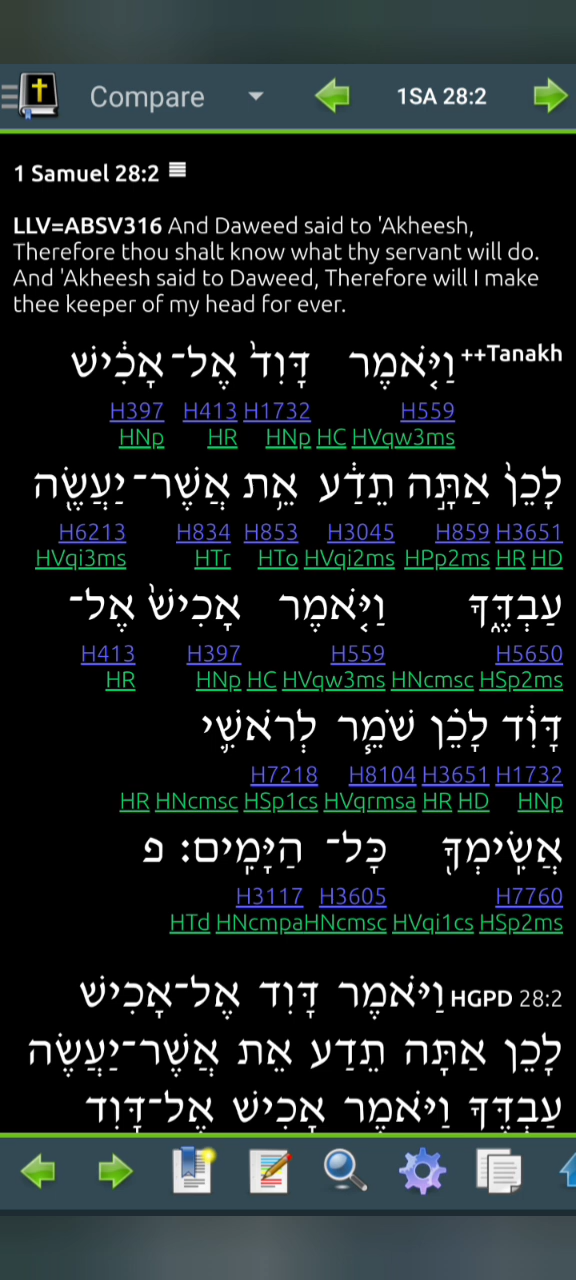 Compare 1SA 28:2
1 Samuel 28:2
LLV=ABSV316 And Daweed said to 'Akheesh,
Therefore thou shalt know what thy servant will do.
And 'Akheesh said to Daweed, Therefore will I make
thee keeper of my head for ever.
++Tanakh וַיֹּ֤אמֶר דָּוִד֙ אֶל־ אָכִ֔ישׁ
H397 H413 H1732 H559
HNp HR HNp HC HVqw3ms
לָכֵן֙ אַתָּ֣ה תֵדַ֔ע אֵ֥ת אֲשֶׁר־ יַעֲשֶׂ֖ה
H6213 H834 H853 H3045 H859 H3651
HVqi3ms HTr HTo HVqi2ms HPp2ms HR HD
עַבְדֶּ֑ךָ וַיֹּ֤אמֶר אָכִישׁ֙ אֶל־
H413 H397 H559 H5650
HR HNp HC HVqw3ms HNcmsc HSp2ms
דָּוִ֔ד לָכֵ֗ן שֹׁמֵ֥ר לְרֹאשִׁ֛י
H7218 H8104 H3651 H1732
HR HNcmsc HSp1cs HVqrmsa HR HD HNp
אֲשִֽׂימְךָ֖ כָּל־ הַיָּמִֽים׃ פ
H3117 H3605 H7760
HTd HNcmpaHNcmsc HVqi1cs HSp2ms
HGPD 28:2 וַיֹּאמֶר דָּוִד אֶל־אָכִישׁ
לָכֵן אַתָּה תֵדַע אֵת אֲשֶׁר־יַעֲשֶׂה
עַבְדֶּךָ וַיֹּאמֶר אָכִישׁ אֶל־דָּוִד